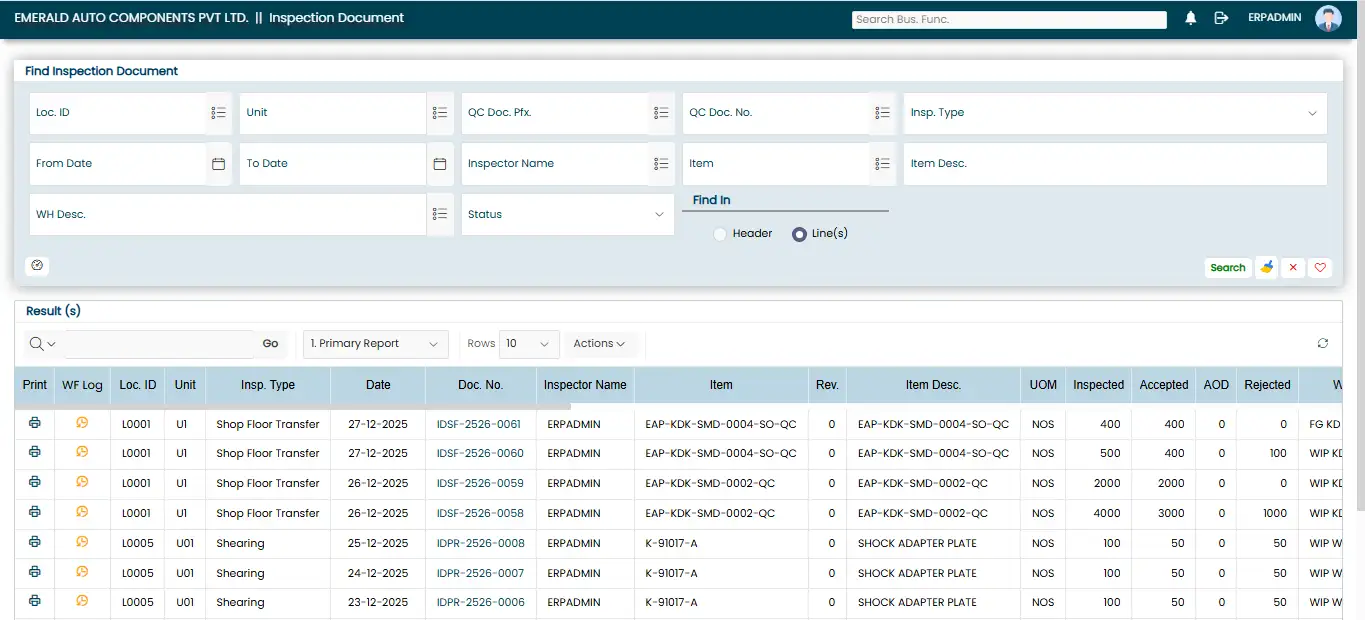 EMERALD AUTO COMPONENTS PVT LTD. || Inspection Document Search Bus. Func. ERPADMIN
Find Inspection Document
Loc. ID Unit QC Doc. Pfx. QC Doc. No. Insp. Type
From Date To Date Inspector Name Item Item Desc.
WH Desc. Status Find In
Header Line(s)
Search
Result (s)
Go 1. Primary Report Rows 10 Actions
Print WF Log Loc. ID Unit Insp. Type Date Doc. No. Inspector Name Item Rev. Item Desc. UOM Inspected Accepted AOD Rejected W
L0001 U1 Shop Floor Transfer 27-12-2025 IDSF-2526-0061 ERPADMIN EAP-KDK-SMD-0004-SO-QC 0 EAP-KDK-SMD-0004-SO-QC NOS 400 400 0 0 FG KD
L0001 U1 Shop Floor Transfer 27-12-2025 IDSF-2526-0060 ERPADMIN EAP-KDK-SMD-0004-SO-QC 0 EAP-KDK-SMD-0004-SO-QC NOS 500 400 0 100 WIP KD
L0001 U1 Shop Floor Transfer 26-12-2025 IDSF-2526-0059 ERPADMIN EAP-KDK-SMD-0002-QC 0 EAP-KDK-SMD-0002-QC NOS 2000 2000 0 0 WIP KD
L0001 U1 Shop Floor Transfer 26-12-2025 IDSF-2526-0058 ERPADMIN EAP-KDK-SMD-0002-QC 0 EAP-KDK-SMD-0002-QC NOS 4000 3000 0 1000 WIP KD
L0005 U01 Shearing 25-12-2025 IDPR-2526-0008 ERPADMIN K-91017-A 0 SHOCK ADAPTER PLATE NOS 100 50 0 50 WIP W
L0005 U01 Shearing 24-12-2025 IDPR-2526-0007 ERPADMIN K-91017-A 0 SHOCK ADAPTER PLATE NOS 100 50 0 50 WIP W
L0005 U01 Shearing 23-12-2025 IDPR-2526-0006 ERPADMIN K-91017-A 0 SHOCK ADAPTER PLATE NOS 100 50 0 50 WIP W